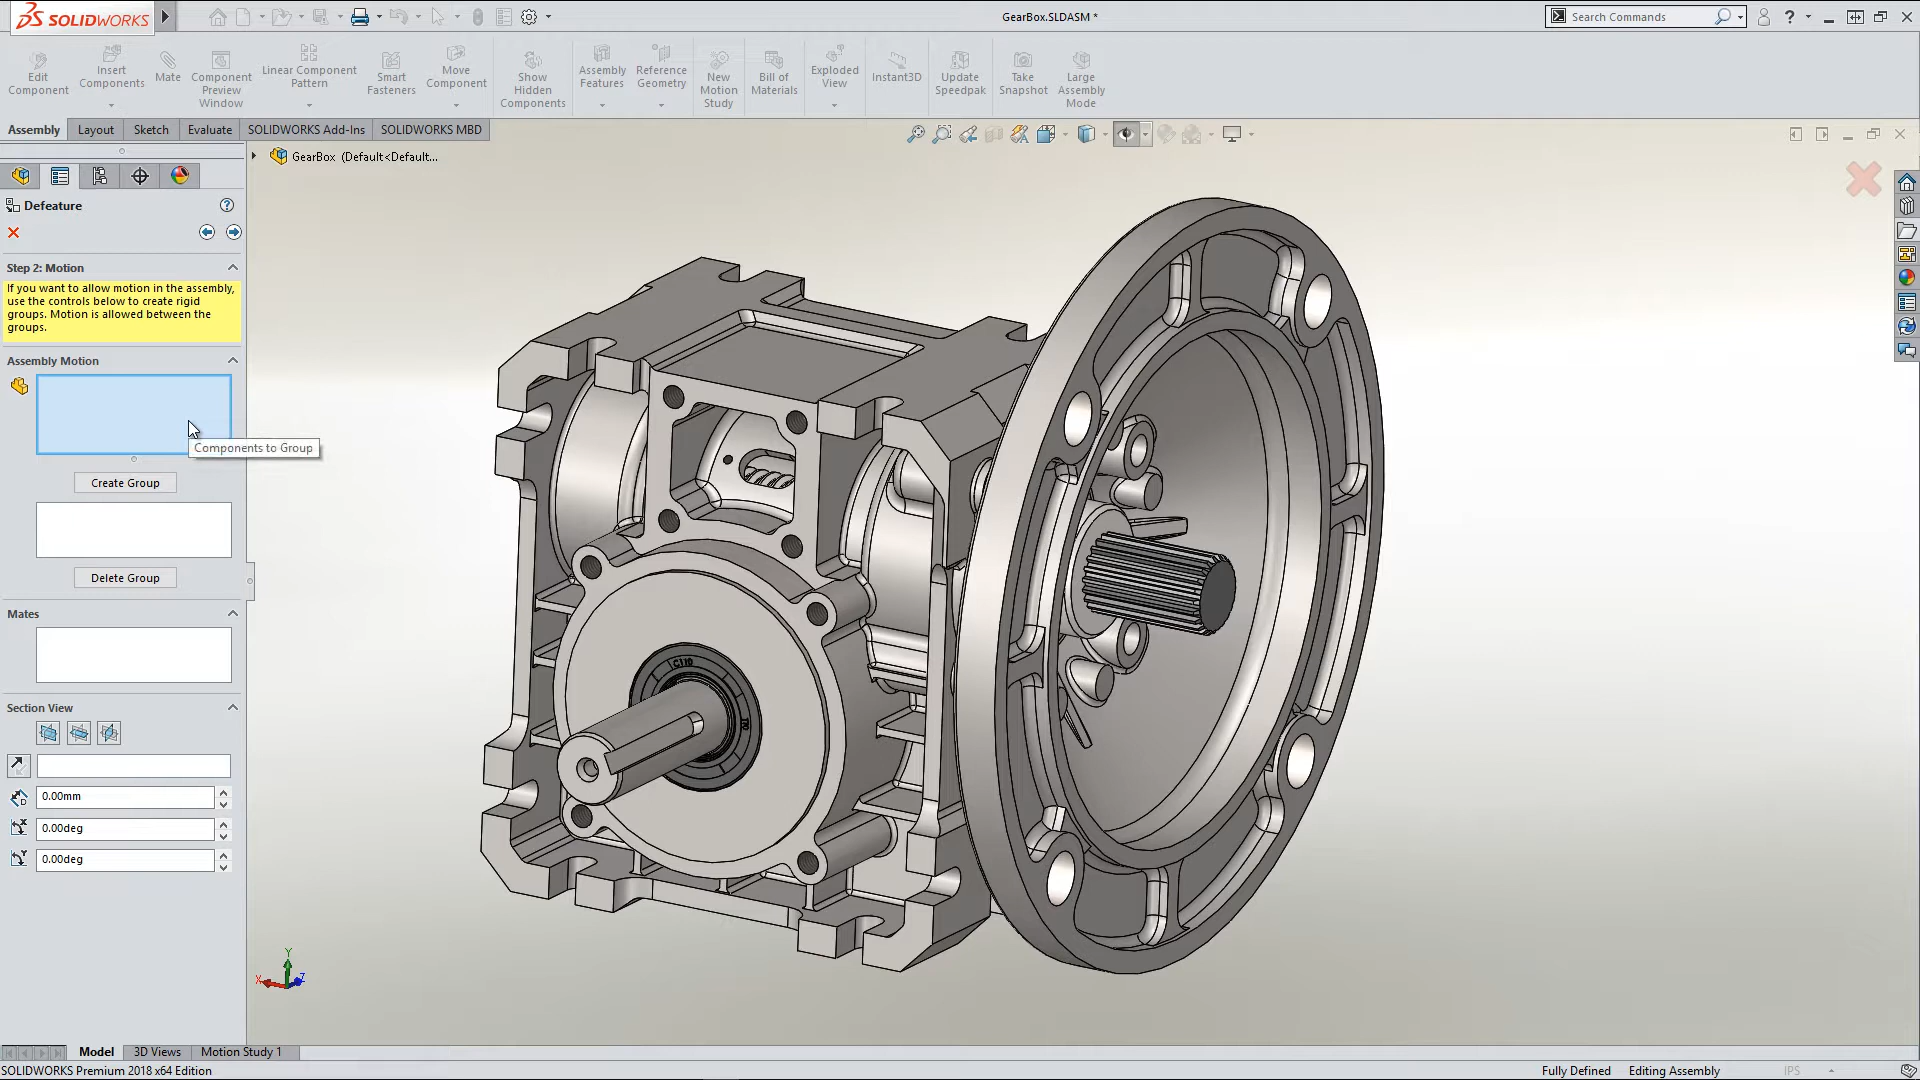 SOLIDWORKS
GearBox.SLDASM *
Search Commands
?
Edit
Component
Insert
Components
Mate
Component
Preview
Window
Linear Component
Pattern
Smart
Fasteners
Move
Component
Show
Hidden
Components
Assembly
Features
Reference
Geometry
New
Motion
Study
Bill of
Materials
Exploded
View
Instant3D
Update
Speedpak
Take
Snapshot
Large
Assembly
Mode
Assembly
Layout
Sketch
Evaluate
SOLIDWORKS Add-Ins
SOLIDWORKS MBD
GearBox (Default<Default...
Defeature
?
Step 2: Motion
If you want to allow motion in the assembly,
use the controls below to create rigid
groups. Motion is allowed between the
groups.
Assembly Motion
Components to Group
Create Group
Delete Group
Mates
Section View
0.00mm
0.00deg
0.00deg
C110
Y
X
Z
Model
3D Views
Motion Study 1
SOLIDWORKS Premium 2018 x64 Edition
Fully Defined
Editing Assembly
IPS